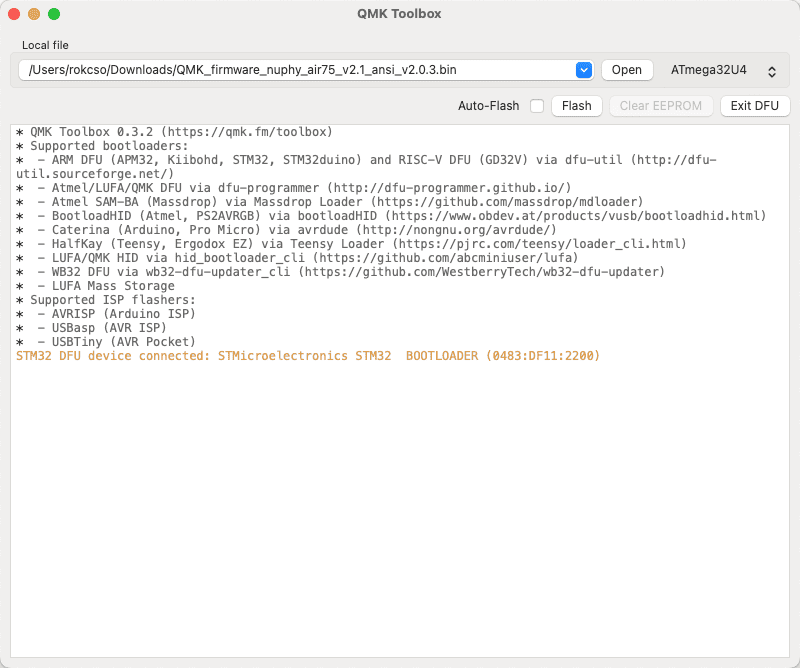 QMK Toolbox
Local file
/Users/rokcso/Downloads/QMK_firmware_nuphy_air75_v2.1_ansi_v2.0.3.bin
Open
ATmega32U4
Auto-Flash
Flash
Clear EEPROM
Exit DFU
* QMK Toolbox 0.3.2 (https://qmk.fm/toolbox)
* Supported bootloaders:
*  - ARM DFU (APM32, Kiibohd, STM32, STM32duino) and RISC-V DFU (GD32V) via dfu-util (http://dfu-
util.sourceforge.net/)
*  - Atmel/LUFA/QMK DFU via dfu-programmer (http://dfu-programmer.github.io/)
*  - Atmel SAM-BA (Massdrop) via Massdrop Loader (https://github.com/massdrop/mdloader)
*  - BootloadHID (Atmel, PS2AVRGB) via bootloadHID (https://www.obdev.at/products/vusb/bootloadhid.html)
*  - Caterina (Arduino, Pro Micro) via avrdude (http://nongnu.org/avrdude/)
*  - HalfKay (Teensy, Ergodox EZ) via Teensy Loader (https://pjrc.com/teensy/loader_cli.html)
*  - LUFA/QMK HID via hid_bootloader_cli (https://github.com/abcminiuser/lufa)
*  - WB32 DFU via wb32-dfu-updater_cli (https://github.com/WestberryTech/wb32-dfu-updater)
*  - LUFA Mass Storage
* Supported ISP flashers:
*  - AVRISP (Arduino ISP)
*  - USBasp (AVR ISP)
*  - USBTiny (AVR Pocket)
STM32 DFU device connected: STMicroelectronics STM32  BOOTLOADER (0483:DF11:2200)